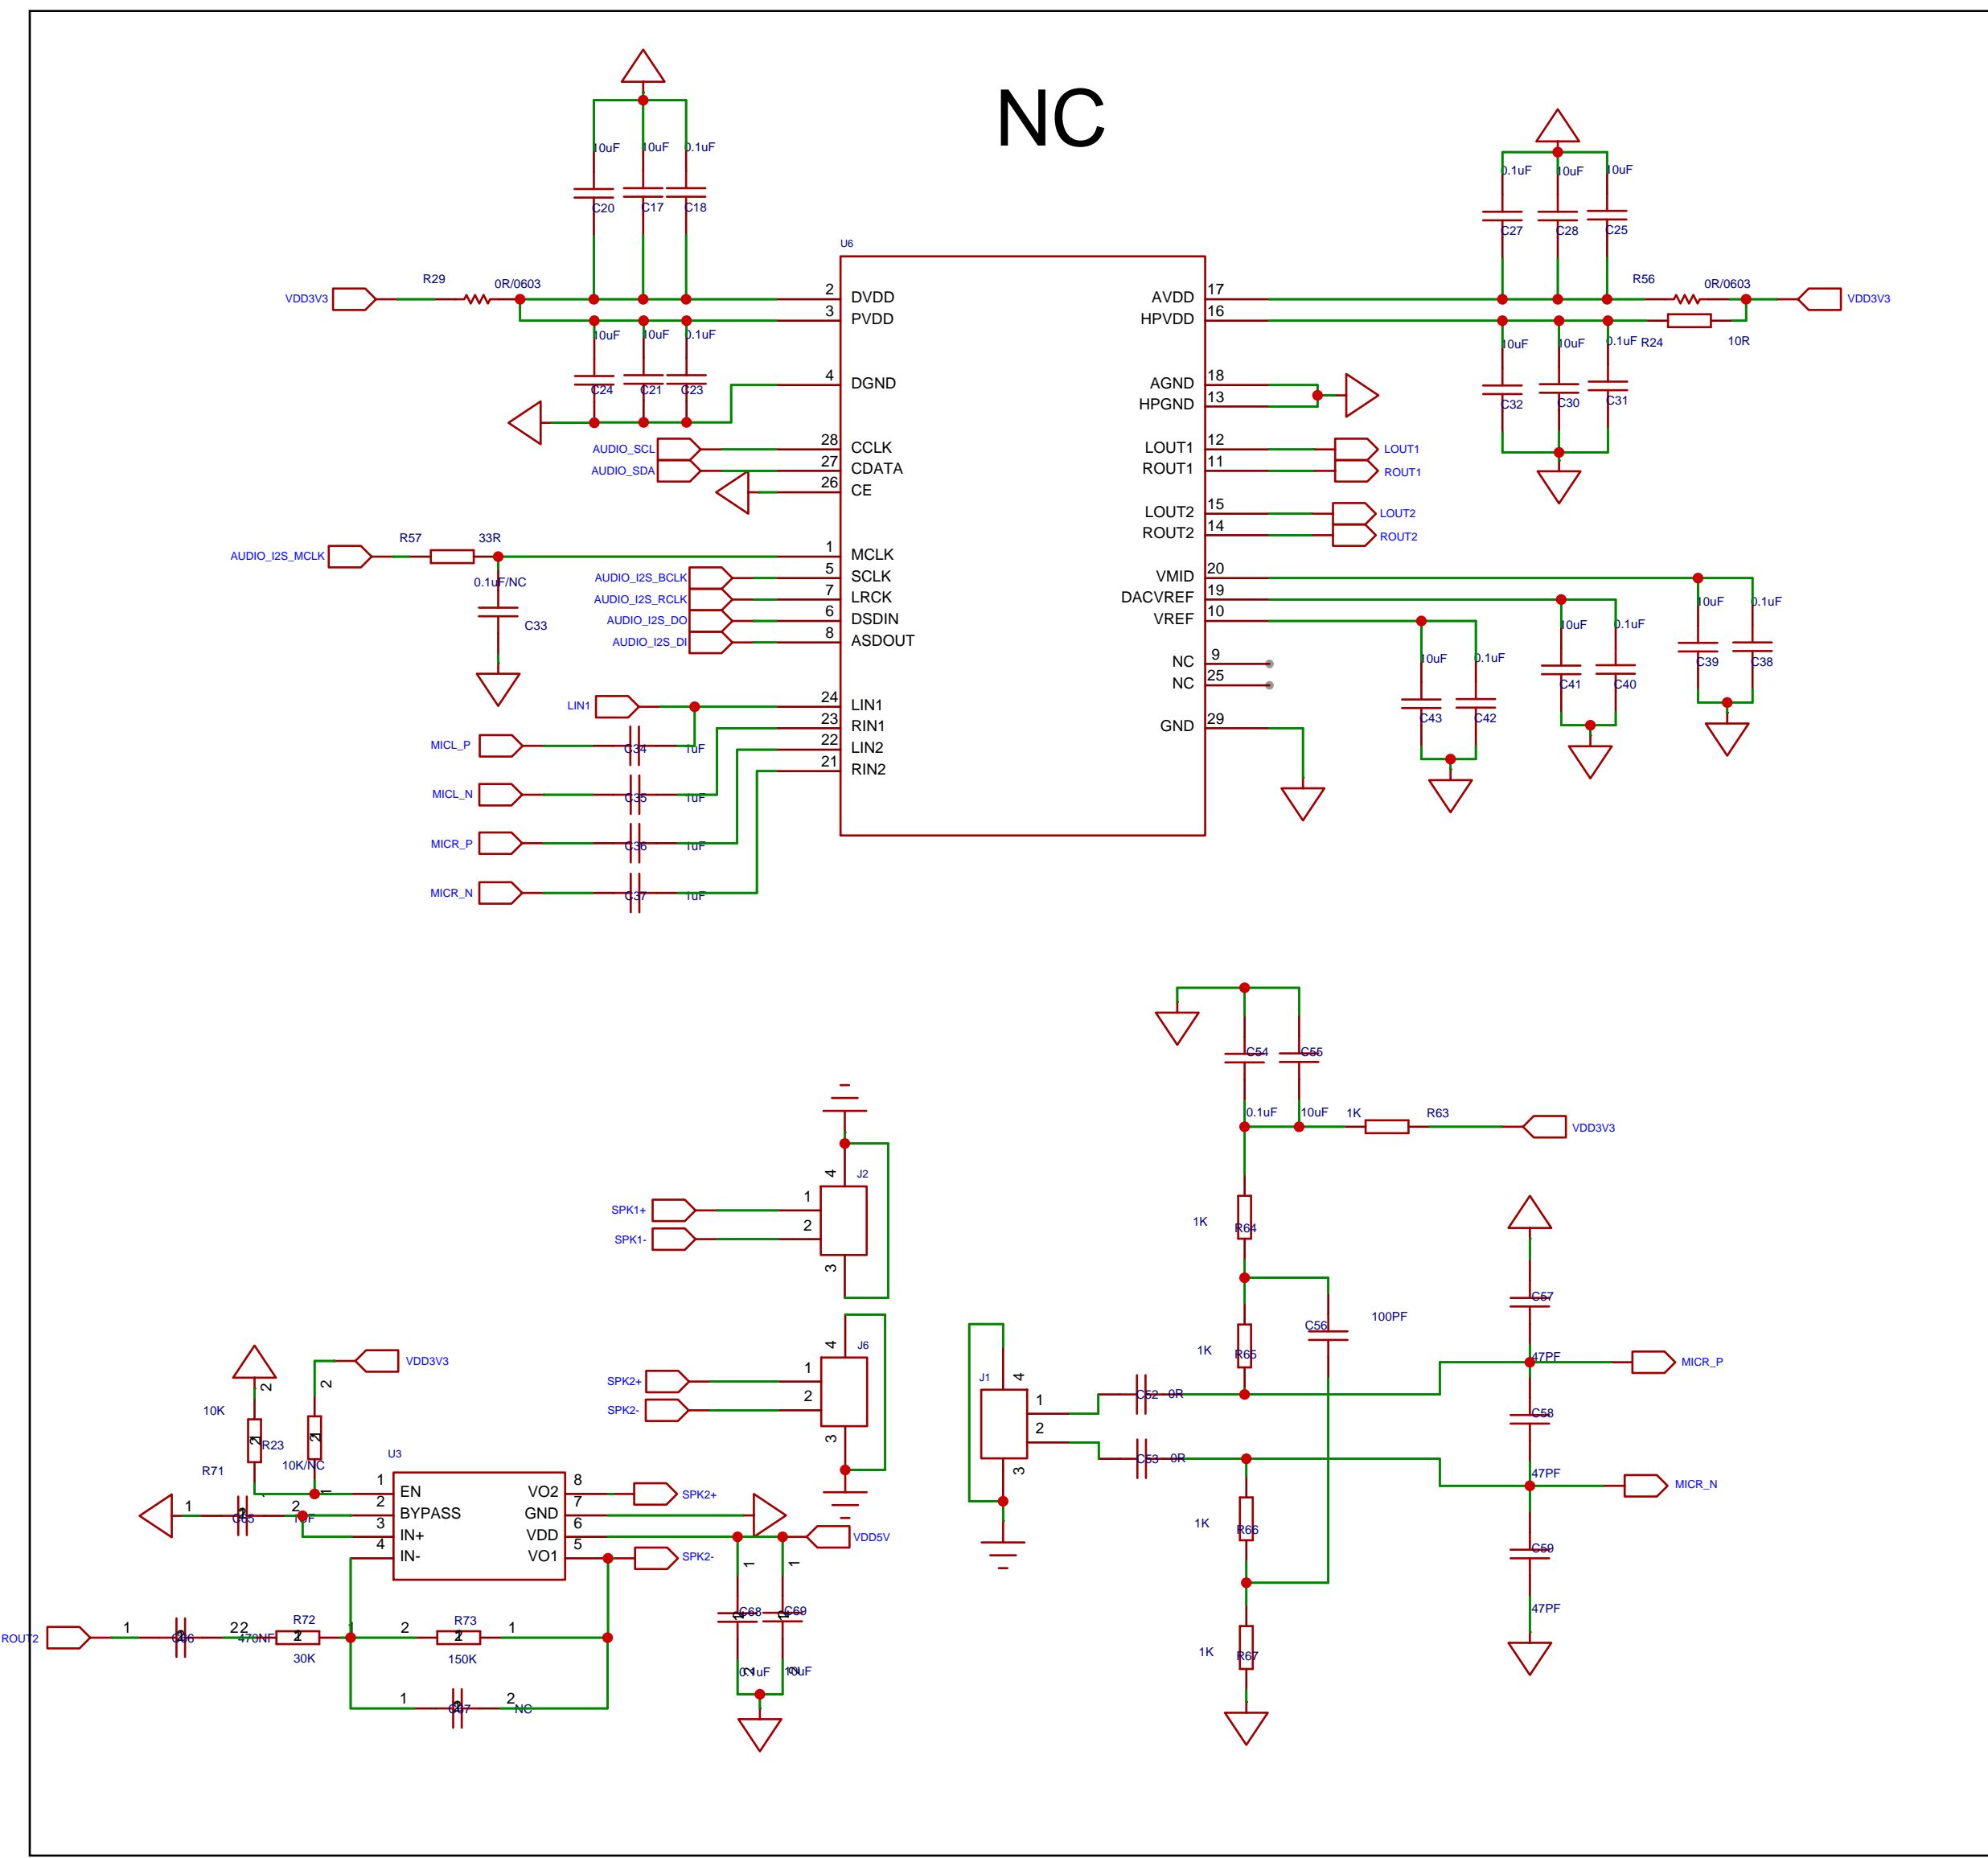 NC
10uF 10uF 0.1uF
C20 C17 C18
0.1uF 10uF 10uF
C27 C28 C25
U6
VDD3V3 R29 0R/0603
2 DVDD
3 PVDD
4 DGND
28 CCLK
27 CDATA
26 CE
1 MCLK
5 SCLK
7 LRCK
6 DSDIN
8 ASDOUT
24 LIN1
23 RIN1
22 LIN2
21 RIN2
AVDD 17
HPVDD 16
AGND 18
HPGND 13
LOUT1 12
ROUT1 11
LOUT2 15
ROUT2 14
VMID 20
DACVREF 19
VREF 10
NC 9
NC 25
GND 29
R56 0R/0603 VDD3V3
R24 10R
10uF 10uF 0.1uF
C24 C21 C23
10uF 10uF 0.1uF
C32 C30 C31
AUDIO_SCL
AUDIO_SDA
LOUT1
ROUT1
LOUT2
ROUT2
AUDIO_I2S_MCLK R57 33R
0.1uF/NC
C33
AUDIO_I2S_BCLK
AUDIO_I2S_RCLK
AUDIO_I2S_DO
AUDIO_I2S_DI
10uF 0.1uF
C39 C38
10uF 0.1uF
C41 C40
10uF 0.1uF
C43 C42
LIN1
MICL_P C34 1uF
MICL_N C35 1uF
MICR_P C36 1uF
MICR_N C37 1uF
C54 C55
0.1uF 10uF 1K R63 VDD3V3
J2
4
SPK1+ 1
SPK1- 2
3
J6
4
SPK2+ 1
SPK2- 2
3
J1
4
1
2
3
1K R64
1K R65
C56 100PF
C52 0R
C53 0R
1K R66
1K R67
C57
47PF
MICR_P
C58
47PF
MICR_N
C59
47PF
VDD3V3
2 2
10K
R23
R71 10K/NC
1
U3
1 EN
2 BYPASS
3 IN+
4 IN-
VO2 8
GND 7
VDD 6
VO1 5
SPK2+
VDD5V
SPK2-
1 C65 2 1uF
1 1
C68 C69
0.1uF 10uF
ROUT2 1 C66 2 2 470NF R72 1
30K
2 R73 1
150K
1 C67 2 NC